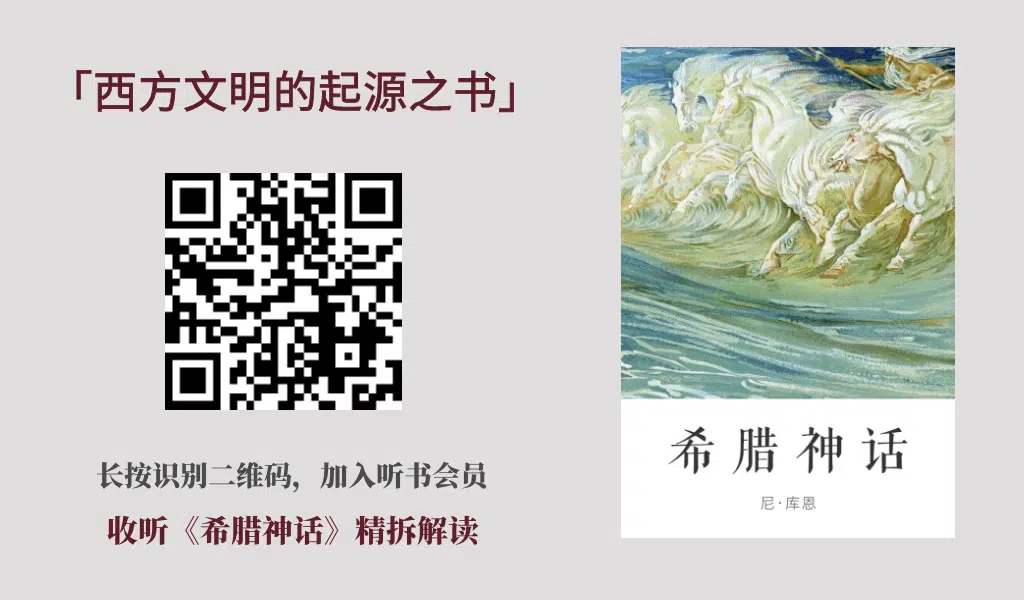 「西方文明的起源之书」
长按识别二维码，加入听书会员
收听《希腊神话》精拆解读
希腊神话
尼·库恩